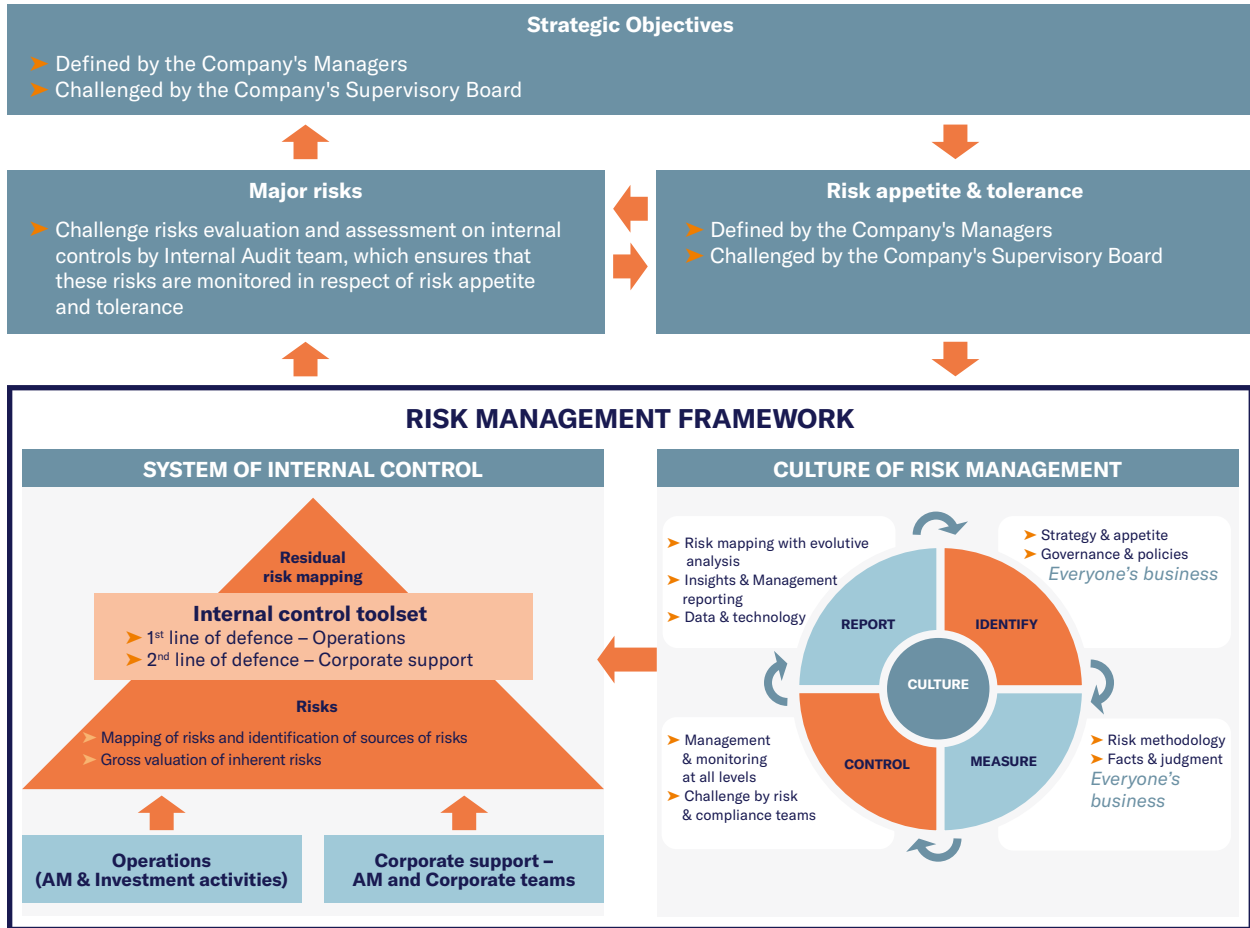 Strategic Objectives
➤ Defined by the Company's Managers
➤ Challenged by the Company's Supervisory Board
Major risks
➤ Challenge risks evaluation and assessment on internal
controls by Internal Audit team, which ensures that
these risks are monitored in respect of risk appetite
and tolerance
Risk appetite & tolerance
➤ Defined by the Company's Managers
➤ Challenged by the Company's Supervisory Board
RISK MANAGEMENT FRAMEWORK
SYSTEM OF INTERNAL CONTROL
Residual
risk mapping
Internal control toolset
➤ 1st line of defence – Operations
➤ 2nd line of defence – Corporate support
Risks
➤ Mapping of risks and identification of sources of risks
➤ Gross valuation of inherent risks
Operations
(AM & Investment activities)
Corporate support –
AM and Corporate teams
CULTURE OF RISK MANAGEMENT
➤ Risk mapping with evolutive
analysis
➤ Insights & Management
reporting
➤ Data & technology
➤ Strategy & appetite
➤ Governance & policies
Everyone's business
REPORT
IDENTIFY
CULTURE
CONTROL
MEASURE
➤ Management
& monitoring
at all levels
➤ Challenge by risk
& compliance teams
➤ Risk methodology
➤ Facts & judgment
Everyone's
business